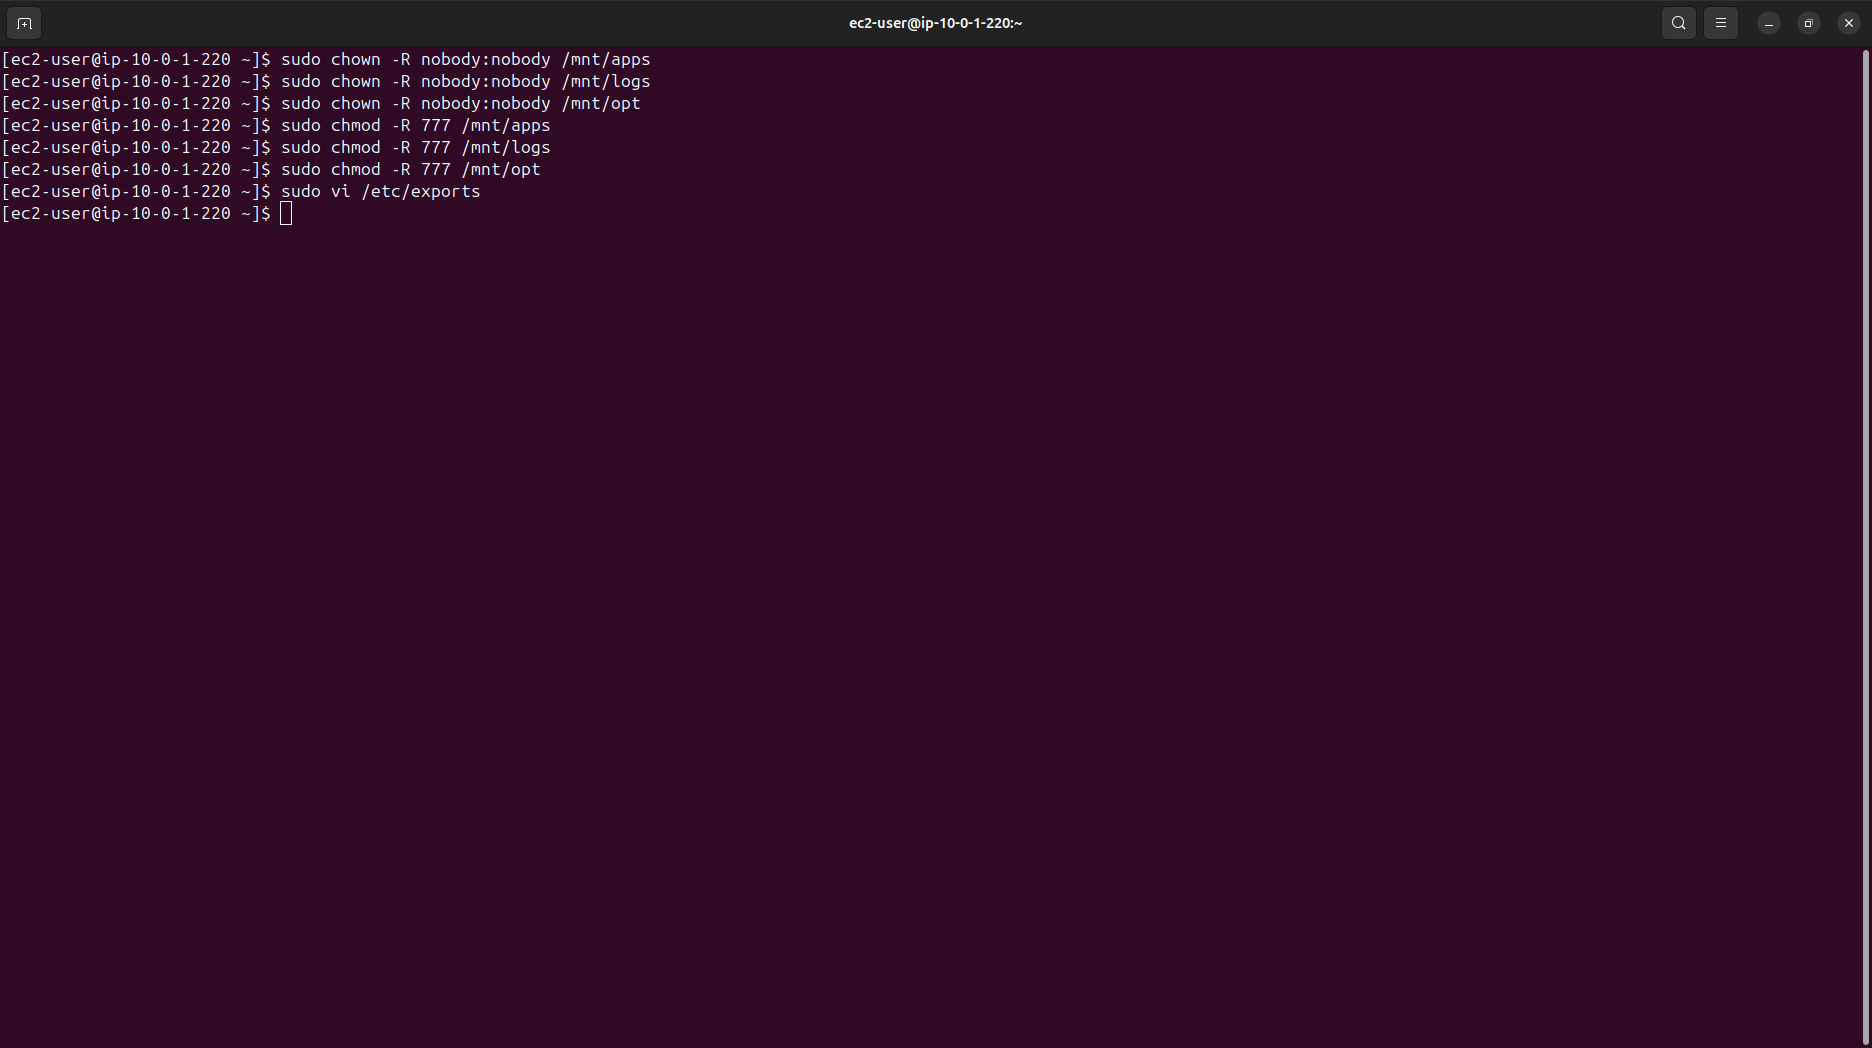 ec2-user@ip-10-0-1-220:~
[ec2-user@ip-10-0-1-220 ~]$ sudo chown -R nobody:nobody /mnt/apps
[ec2-user@ip-10-0-1-220 ~]$ sudo chown -R nobody:nobody /mnt/logs
[ec2-user@ip-10-0-1-220 ~]$ sudo chown -R nobody:nobody /mnt/opt
[ec2-user@ip-10-0-1-220 ~]$ sudo chmod -R 777 /mnt/apps
[ec2-user@ip-10-0-1-220 ~]$ sudo chmod -R 777 /mnt/logs
[ec2-user@ip-10-0-1-220 ~]$ sudo chmod -R 777 /mnt/opt
[ec2-user@ip-10-0-1-220 ~]$ sudo vi /etc/exports
[ec2-user@ip-10-0-1-220 ~]$